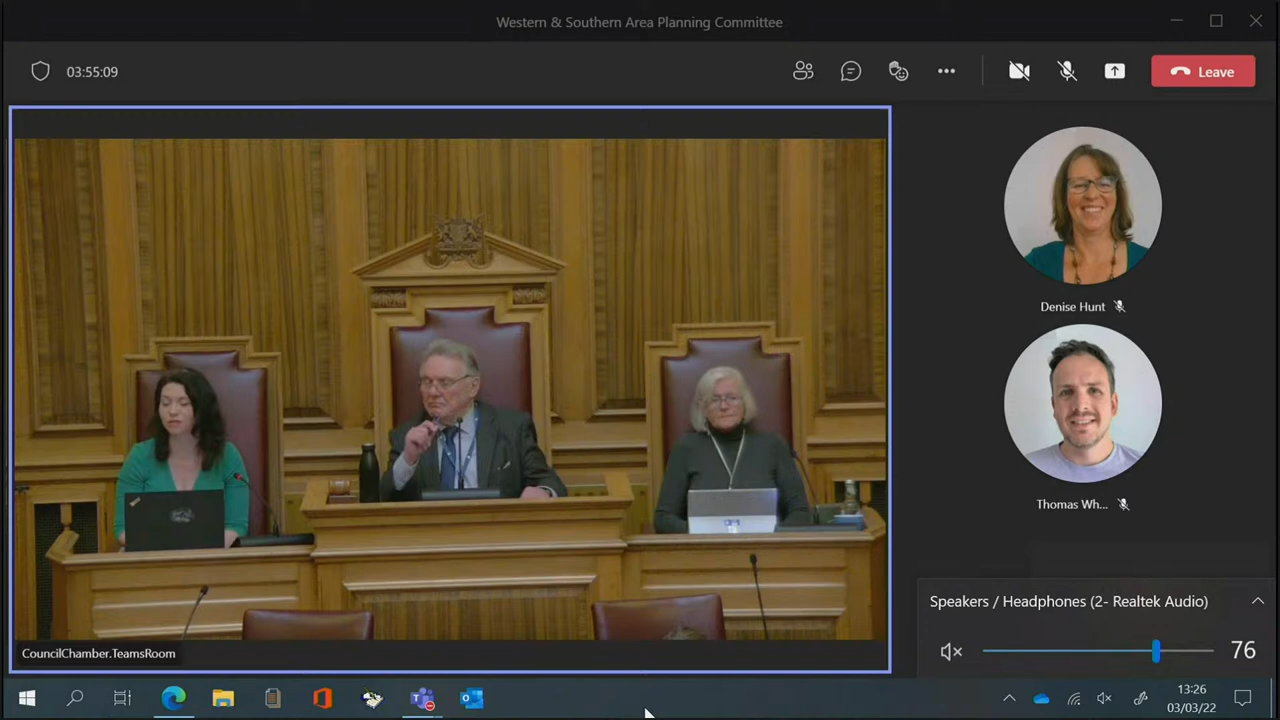 Western & Southern Area Planning Committee
03:55:09
Leave
Denise Hunt
Thomas Wh...
CouncilChamber.TeamsRoom
Speakers / Headphones (2- Realtek Audio)
76
13:26
03/03/22